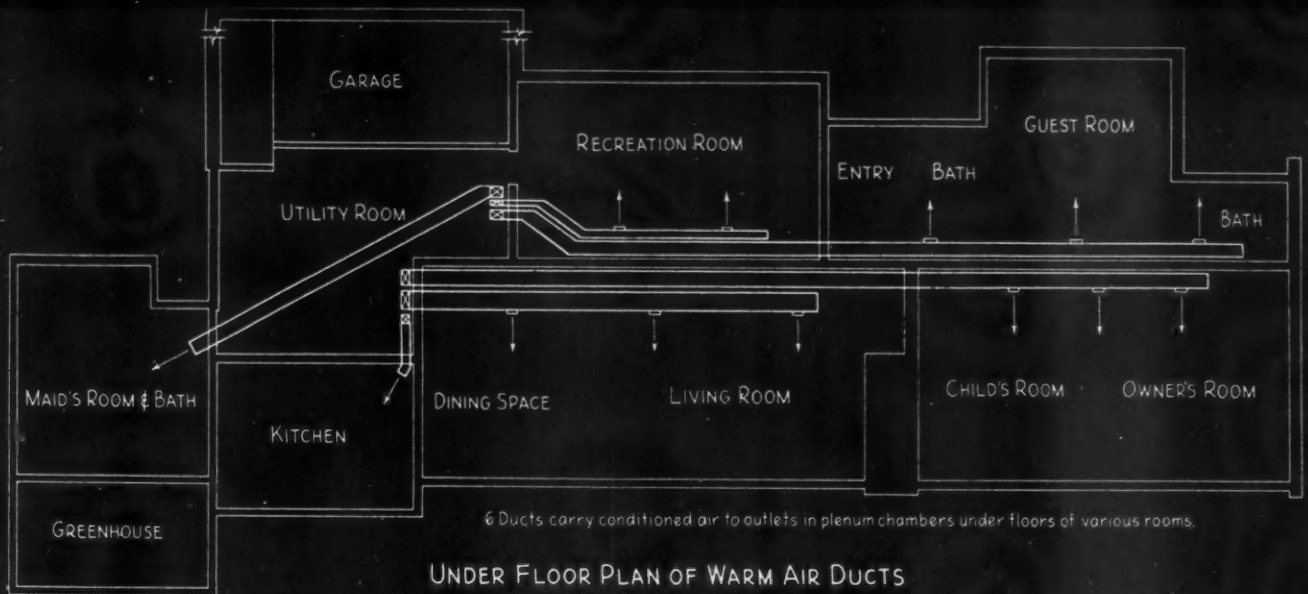 GARAGE
RECREATION ROOM
GUEST ROOM
ENTRY
BATH
UTILITY ROOM
BATH
MAID'S ROOM & BATH
DINING SPACE
LIVING ROOM
CHILD'S ROOM
OWNER'S ROOM
KITCHEN
GREENHOUSE
6 Ducts carry conditioned air to outlets in plenum chambers under floors of various rooms.
UNDER FLOOR PLAN OF WARM AIR DUCTS